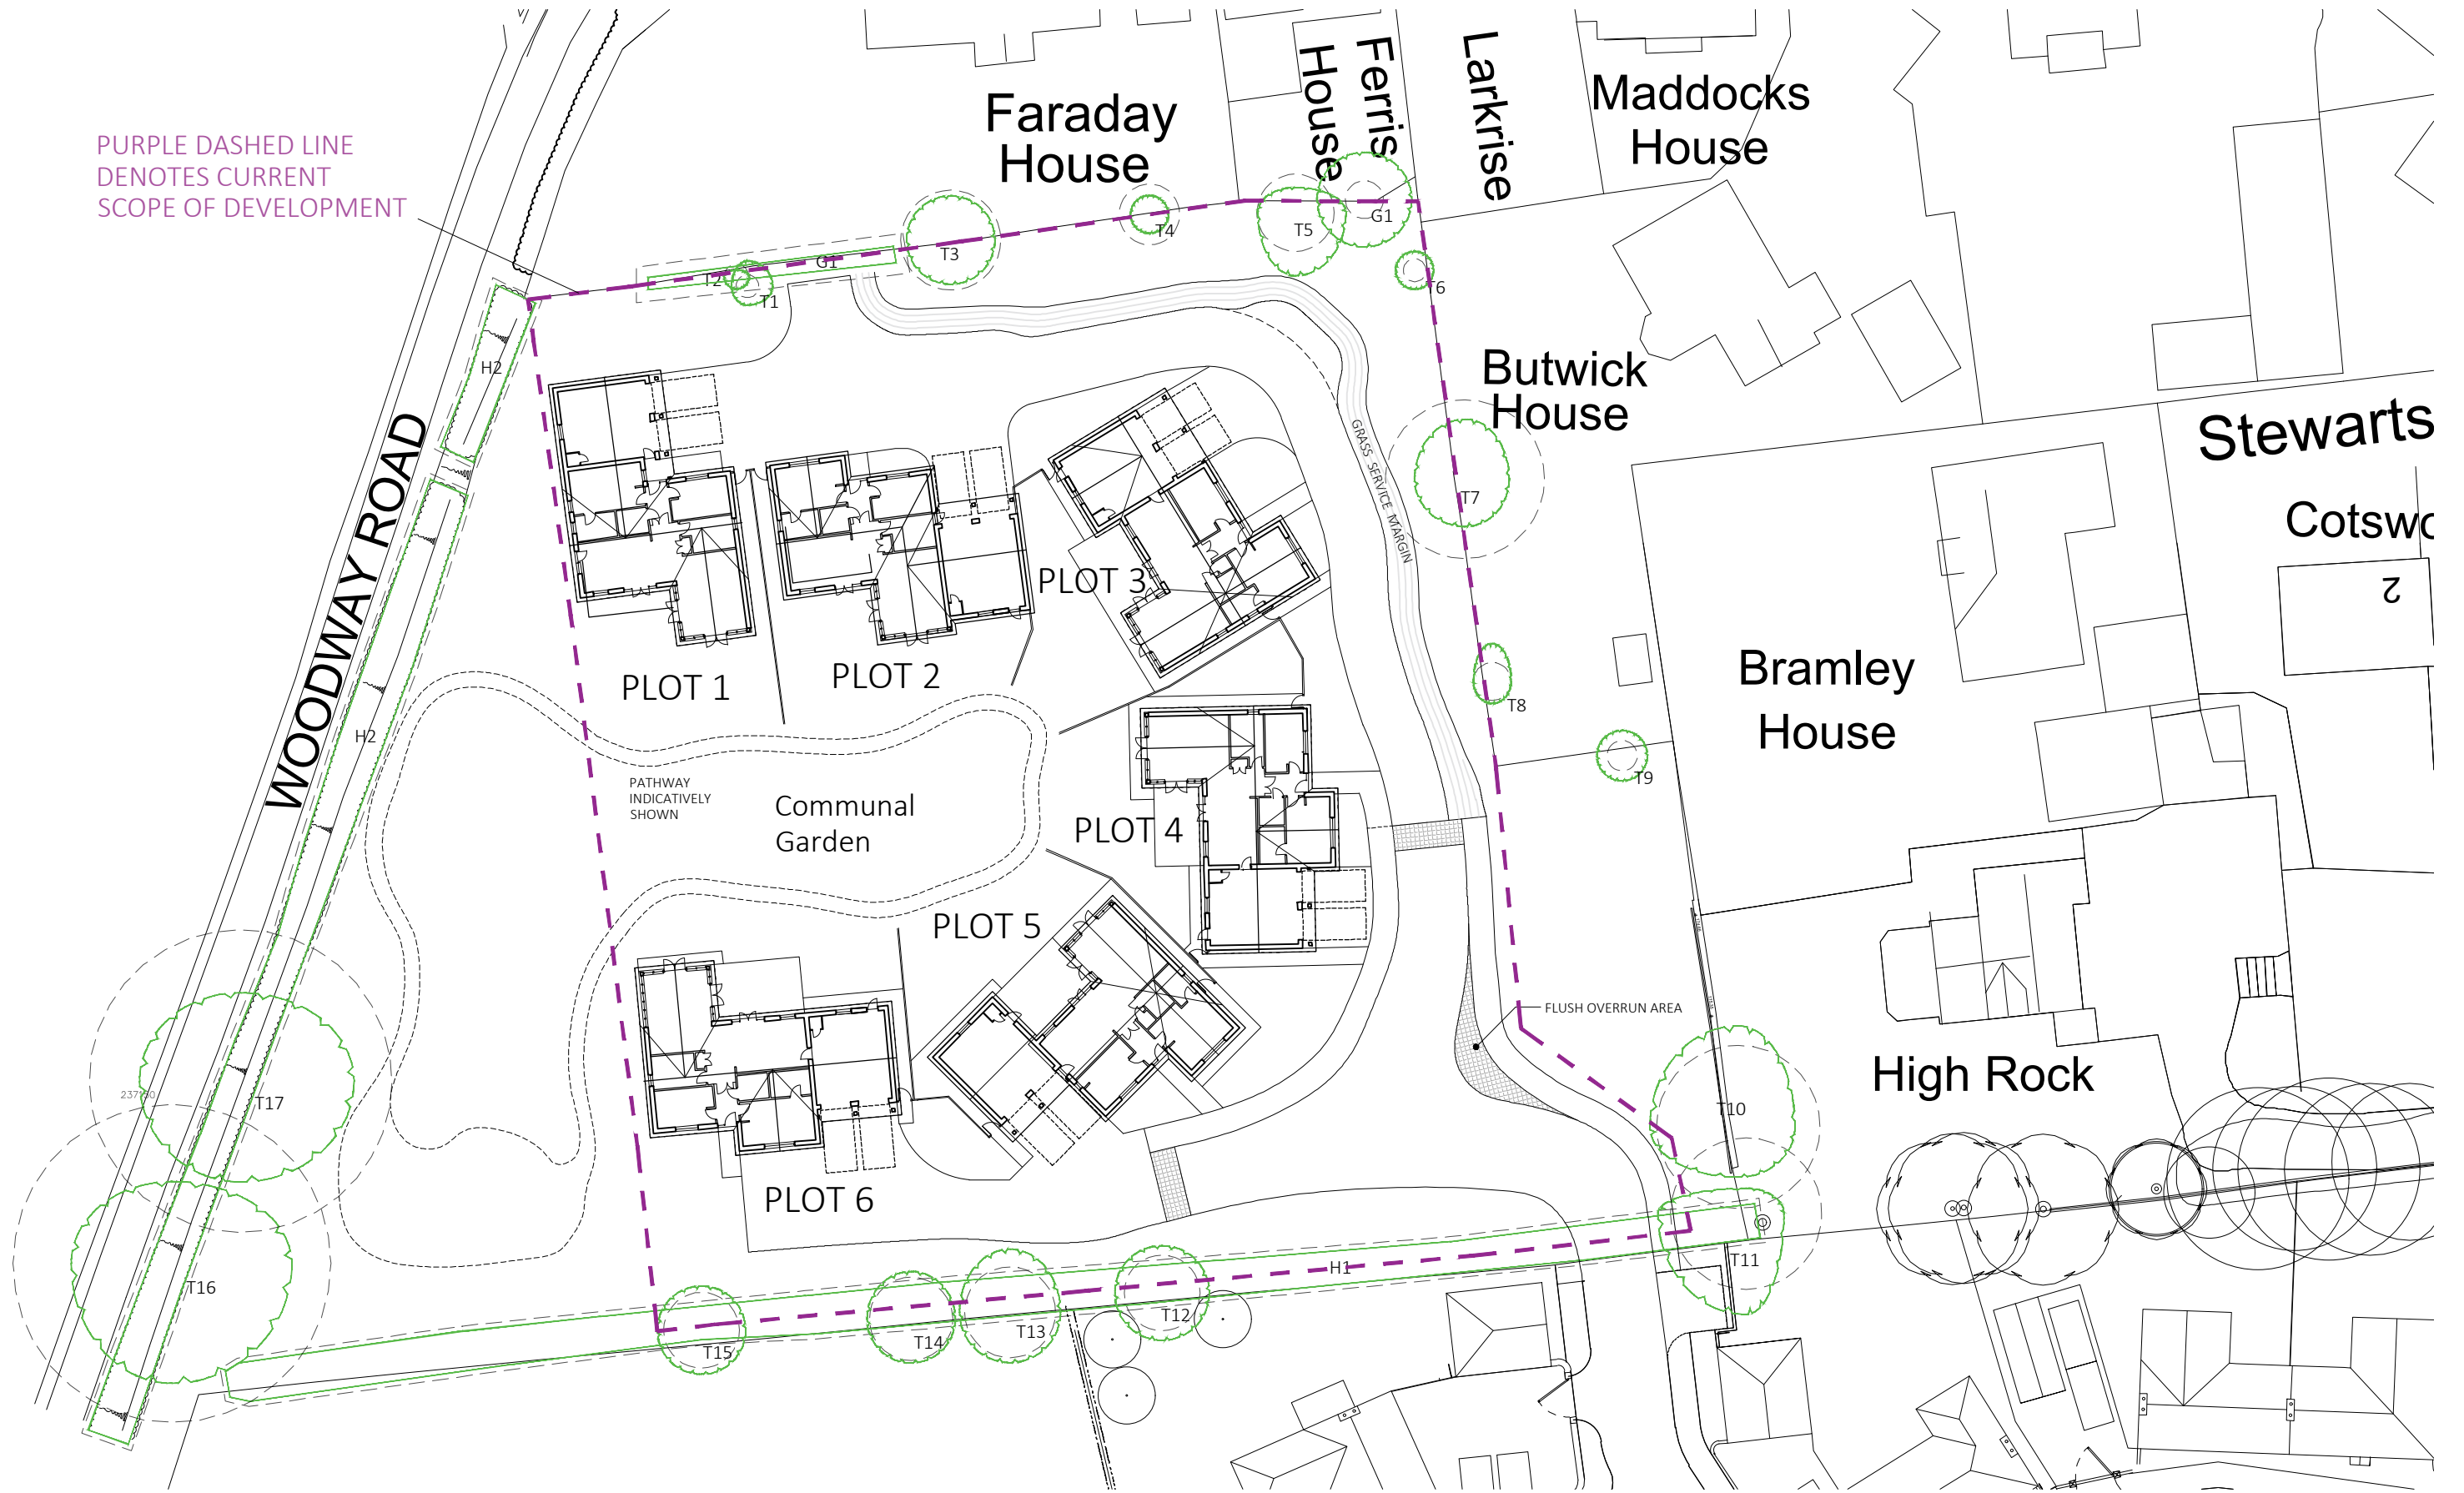 Faraday
House
Ferris
House
Larkrise
Maddocks
House
PURPLE DASHED LINE
DENOTES CURRENT
SCOPE OF DEVELOPMENT
G1
T5
T4
T3
G1
T2
T1
T6
H2
Butwick
House
Stewarts
WOODWAY ROAD
GRASS SERVICE MARGIN
T7
Cotswo
2
PLOT 3
PLOT 1
PLOT 2
Bramley
House
T8
H2
T9
PATHWAY
INDICATIVELY
SHOWN
Communal
Garden
PLOT 4
PLOT 5
FLUSH OVERRUN AREA
High Rock
237150
T17
T10
PLOT 6
T16
H1
T11
T12
T13
T14
T15